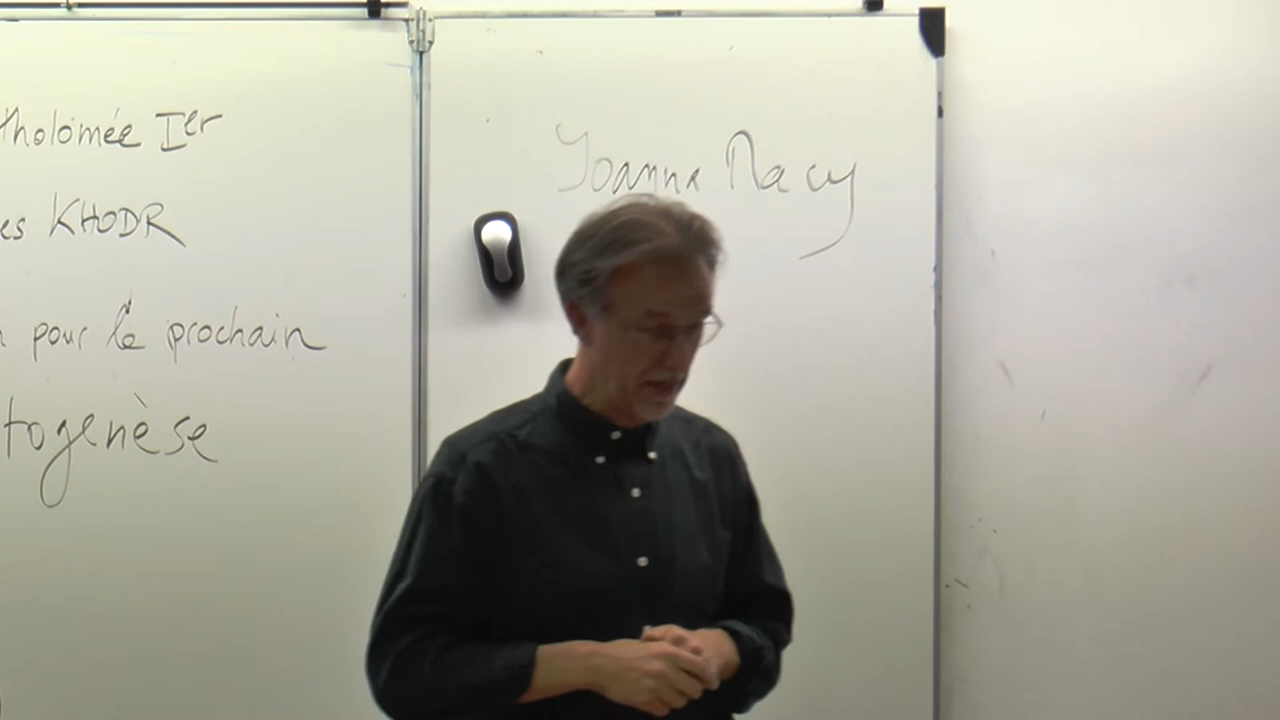 tholomée Ier
es KHODR
n pour le prochain
togenèse
Joanna Macy